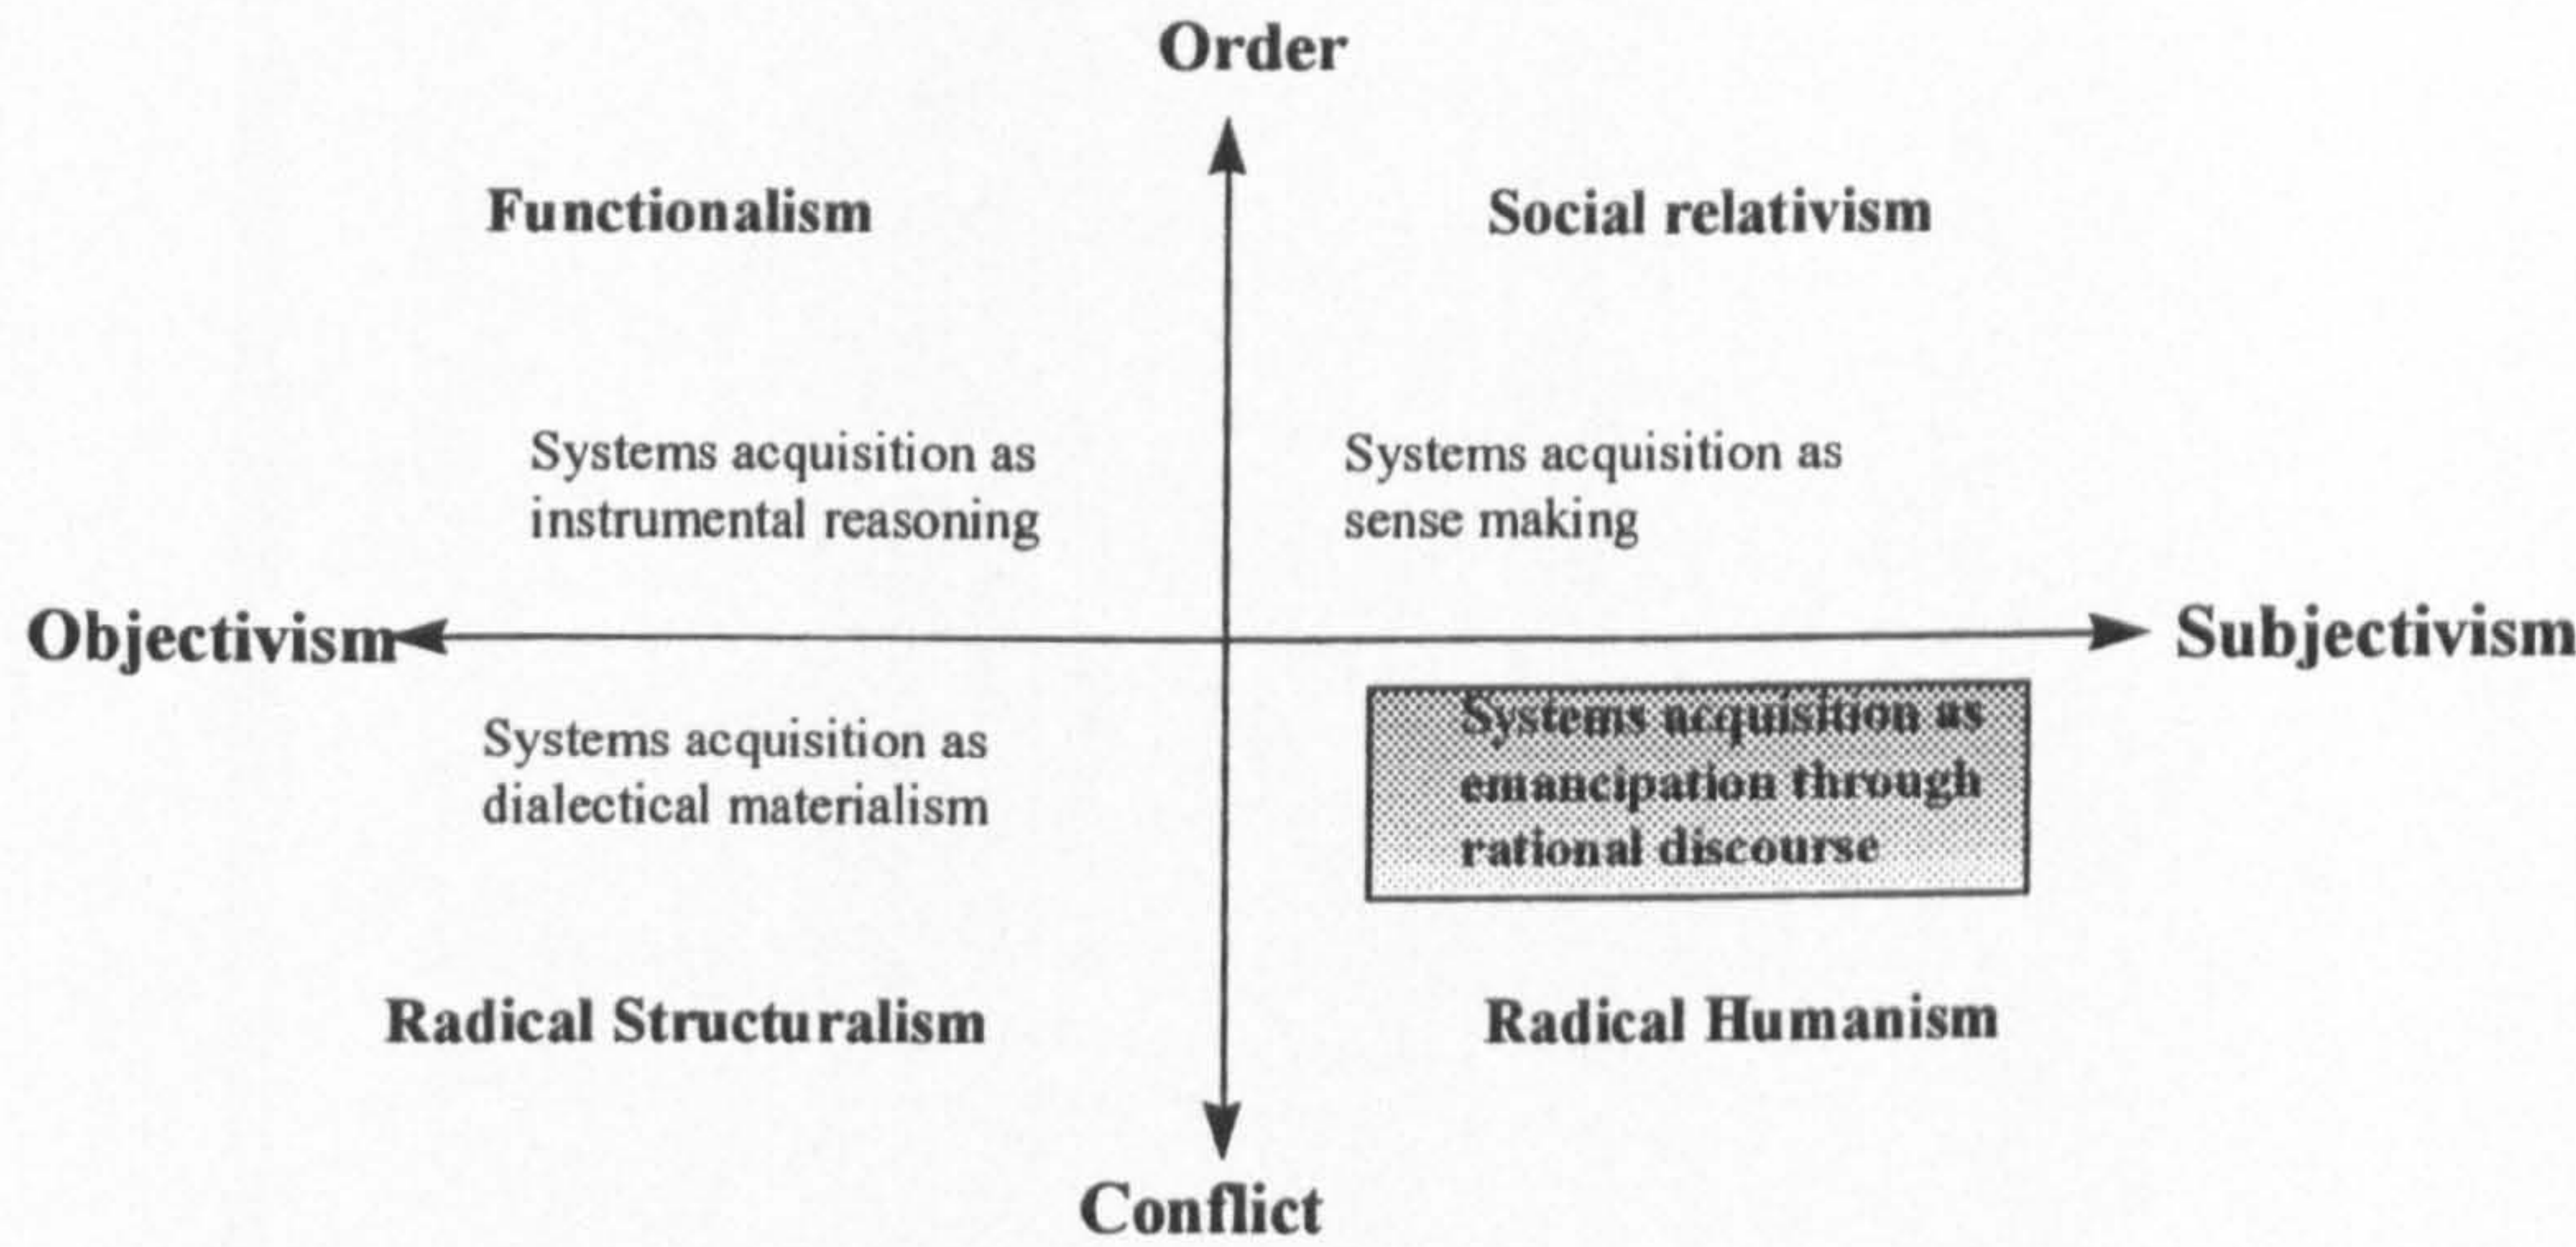 Order
Functionalism
Social relativism
Systems acquisition as
instrumental reasoning
Systems acquisition as
sense making
Objectivism
Subjectivism
Systems acquisition as
dialectical materialism
Systems acquisition as
emancipation through
rational discourse
Radical Structuralism
Radical Humanism
Conflict